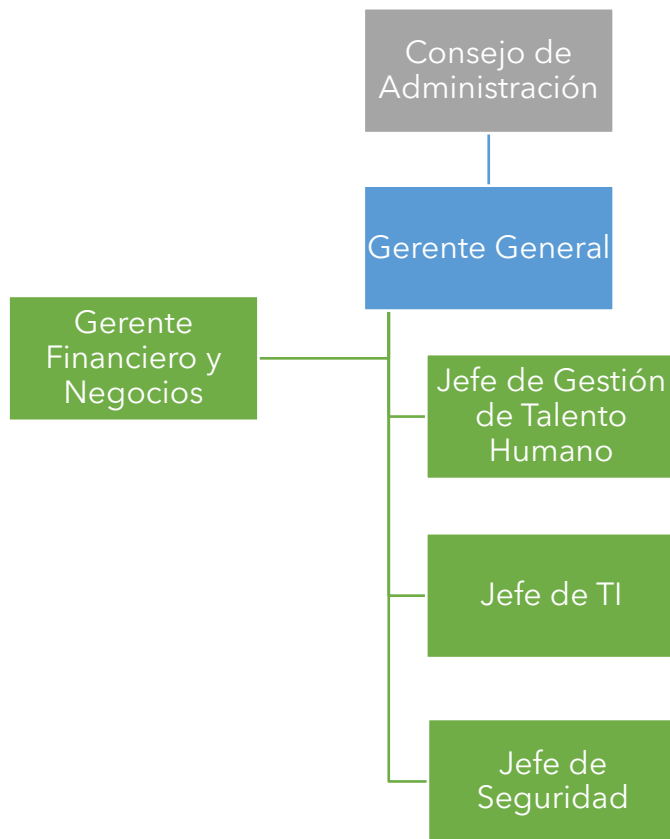 Consejo de
Administración
Gerente General
Gerente
Financiero y
Negocios
Jefe de Gestión
de Talento
Humano
Jefe de TI
Jefe de
Seguridad